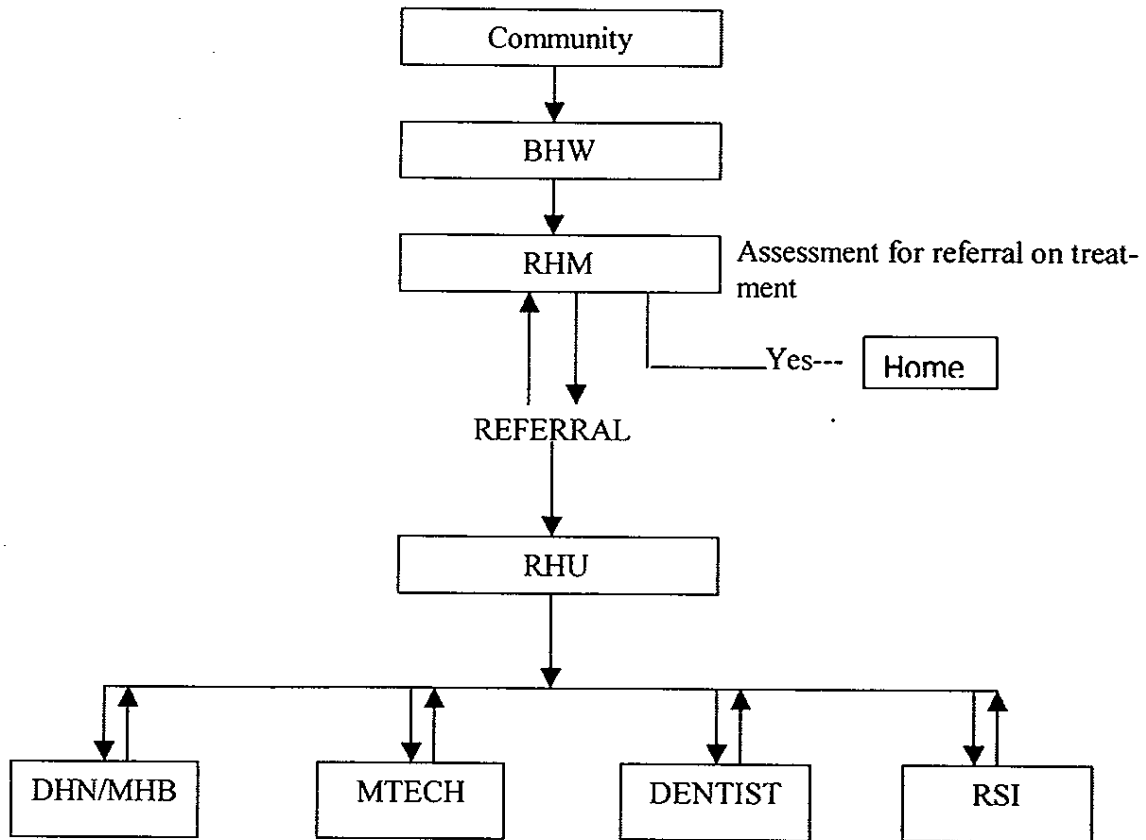 Community
BHW
RHM
Assessment for referral on treat-
ment
Yes---
Home
REFERRAL
RHU
DHN/MHB
MTECH
DENTIST
RSI